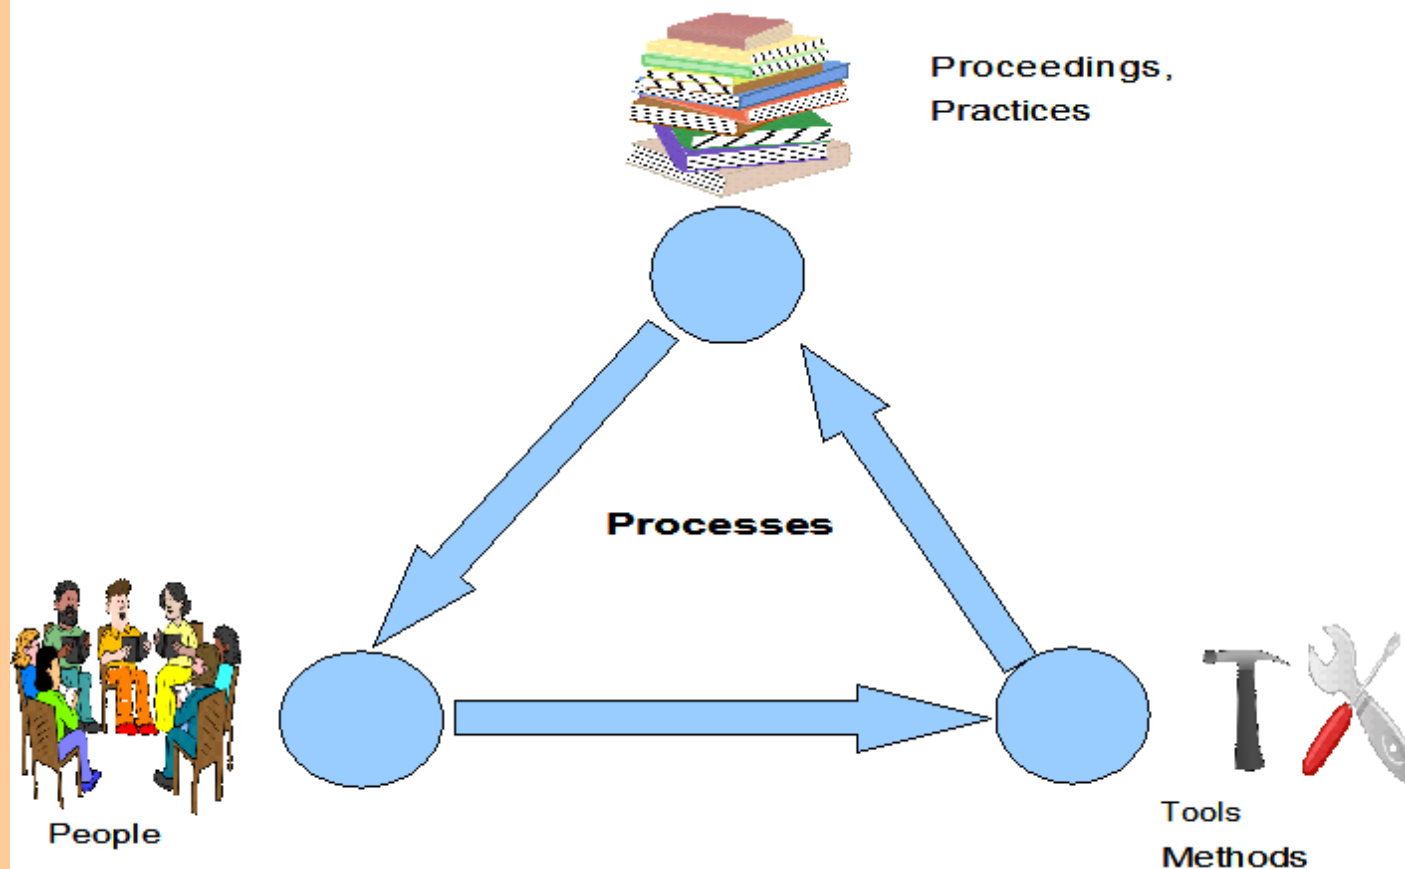 Proceedings,
Practices
Processes
People
Tools
Methods